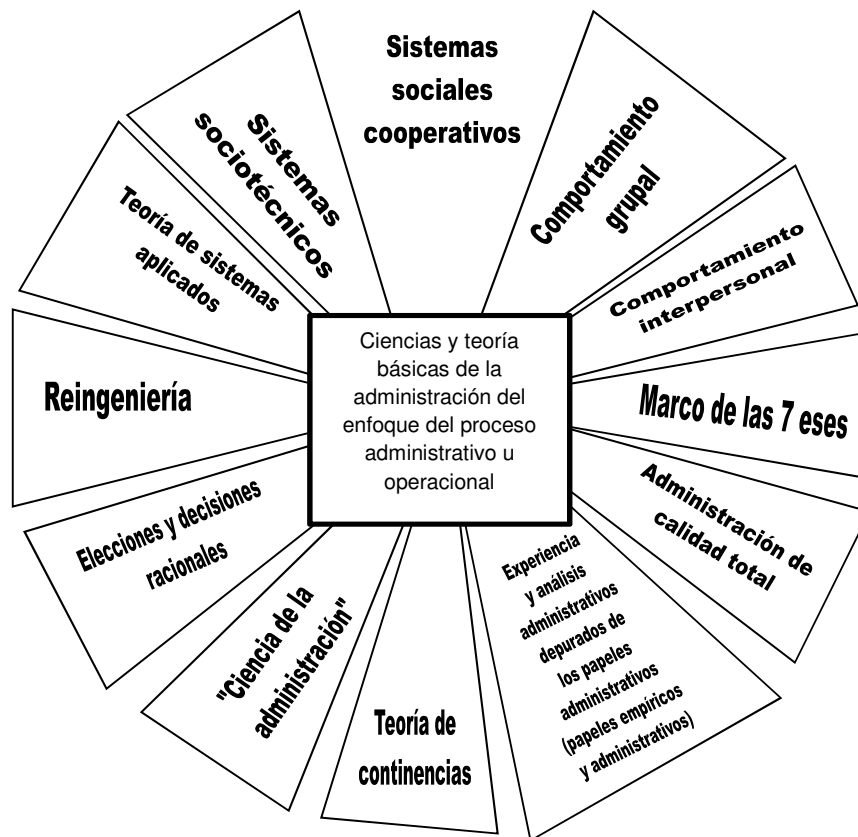 Sistemas
sociales
cooperativos
Comportamiento
grupal
Comportamiento
interpersonal
Marco de las 7 eses
Administración de
calidad total
Experiencia
y análisis
administrativos
depurados de
los papeles
administrativos
(papeles empíricos
y administrativos)
Teoría de
continencias
"Ciencia de la
administración"
Elecciones y decisiones
racionales
Reingeniería
Teoría de sistemas
aplicados
Sistemas
sociotécnicos
Ciencias y teoría
básicas de la
administración del
enfoque del proceso
administrativo u
operacional